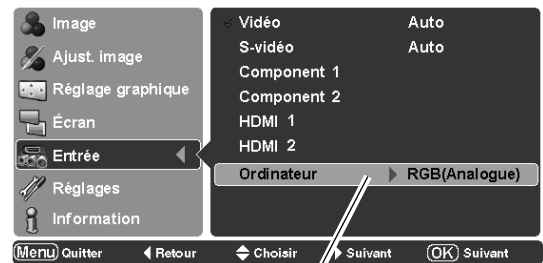 Image
Ajust. image
Réglage graphique
Écran
Entrée
Réglages
Information
Vidéo Auto
S-vidéo Auto
Component 1
Component 2
HDMI 1
HDMI 2
Ordinateur RGB(Analogue)
Menu Quitter Retour Choisir Suivant OK Suivant